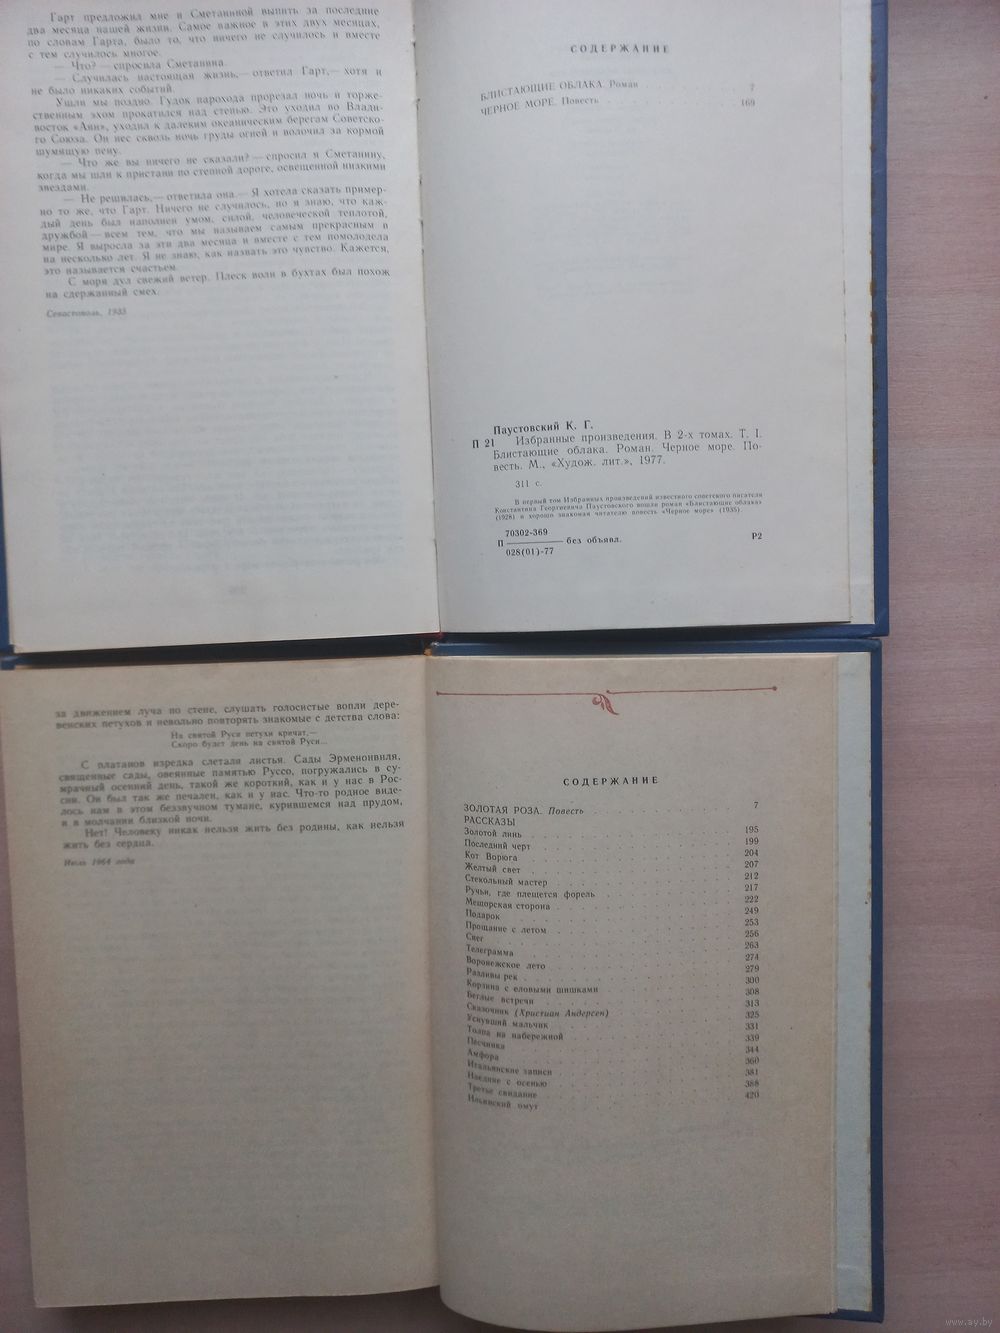 Гарт предложил мне и Сметаниной выпить за последние
два месяца нашей жизни. Самое важное в этих двух месяцах,
по словам Гарта, было то, что ничего не случилось и вместе
с тем случилось многое.
— Что? — спросила Сметанина.
— Случилась настоящая жизнь, — ответил Гарт, — хотя и
не было никаких событий.
Ушли мы поздно. Гудок парохода прорезал ночь и торже-
ственным эхом прокатился над степью. Это уходил во Влади-
восток «Аян», уходил к далеким океаническим берегам Советско-
го Союза. Он нес сквозь ночь груды огней и волочил за кормой
шумящую пену.
— Что же вы ничего не сказали? — спросил я Сметанину,
когда мы шли к пристани по степной дороге, освещенной низкими
звездами.
— Не решилась, — ответила она. — Я хотела сказать пример-
но то же, что Гарт. Ничего не случилось, но я знаю, что каж-
дый день был наполнен умом, силой, человеческой теплотой,
дружбой — всем тем, что мы называем самым прекрасным в
мире. Я выросла за эти два месяца и вместе с тем помолодела
на несколько лет. Я не знаю, как назвать это чувство. Кажется,
это называется счастьем.
С моря дул свежий ветер. Плеск волн в бухтах был похож
на сдержанный смех.
Севастополь, 1935
СОДЕРЖАНИЕ
БЛИСТАЮЩИЕ ОБЛАКА. Роман 7
ЧЕРНОЕ МОРЕ. Повесть 169
Паустовский К. Г.
П 21 Избранные произведения. В 2-х томах. Т. I.
Блистающие облака. Роман. Черное море. По-
весть. М., «Худож. лит.», 1977.
311 с.
В первый том Избранных произведений известного советского писателя
Константина Георгиевича Паустовского вошли роман «Блистающие облака»
(1928) и хорошо знакомая читателю повесть «Черное море» (1935).
70302-369
П ——— без объявл.
028(01)-77
Р2
за движением луча по стене, слушать голосистые вопли дере-
венских петухов и невольно повторять знакомые с детства слова:
На святой Руси петухи кричат,—
Скоро будет день на святой Руси...
С платанов изредка слетали листья. Сады Эрменонвиля,
священные сады, овеянные памятью Руссо, погружались в су-
мрачный осенний день, такой же короткий, как и у нас в Рос-
сии. Он был так же печален, как и у нас. Что-то родное виде-
лось нам в этом беззвучном тумане, курившемся над прудом,
и в молчании близкой ночи.
Нет! Человеку никак нельзя жить без родины, как нельзя
жить без сердца.
Июль 1964 года
СОДЕРЖАНИЕ
ЗОЛОТАЯ РОЗА. Повесть 7
РАССКАЗЫ
Золотой линь 195
Последний черт 199
Кот Ворюга 204
Желтый свет 207
Стекольный мастер 212
Ручьи, где плещется форель 217
Мещорская сторона 222
Подарок 249
Прощание с летом 253
Снег 256
Телеграмма 263
Воронежское лето 274
Разливы рек 279
Корзина с еловыми шишками 300
Беглые встречи 308
Сказочник (Христиан Андерсен) 313
Уснувший мальчик 325
Толпа на набережной 331
Песчинка 339
Амфора 344
Итальянские записи 360
Наедине с осенью 381
Третье свидание 388
Ильинский омут 420
www.ay.by